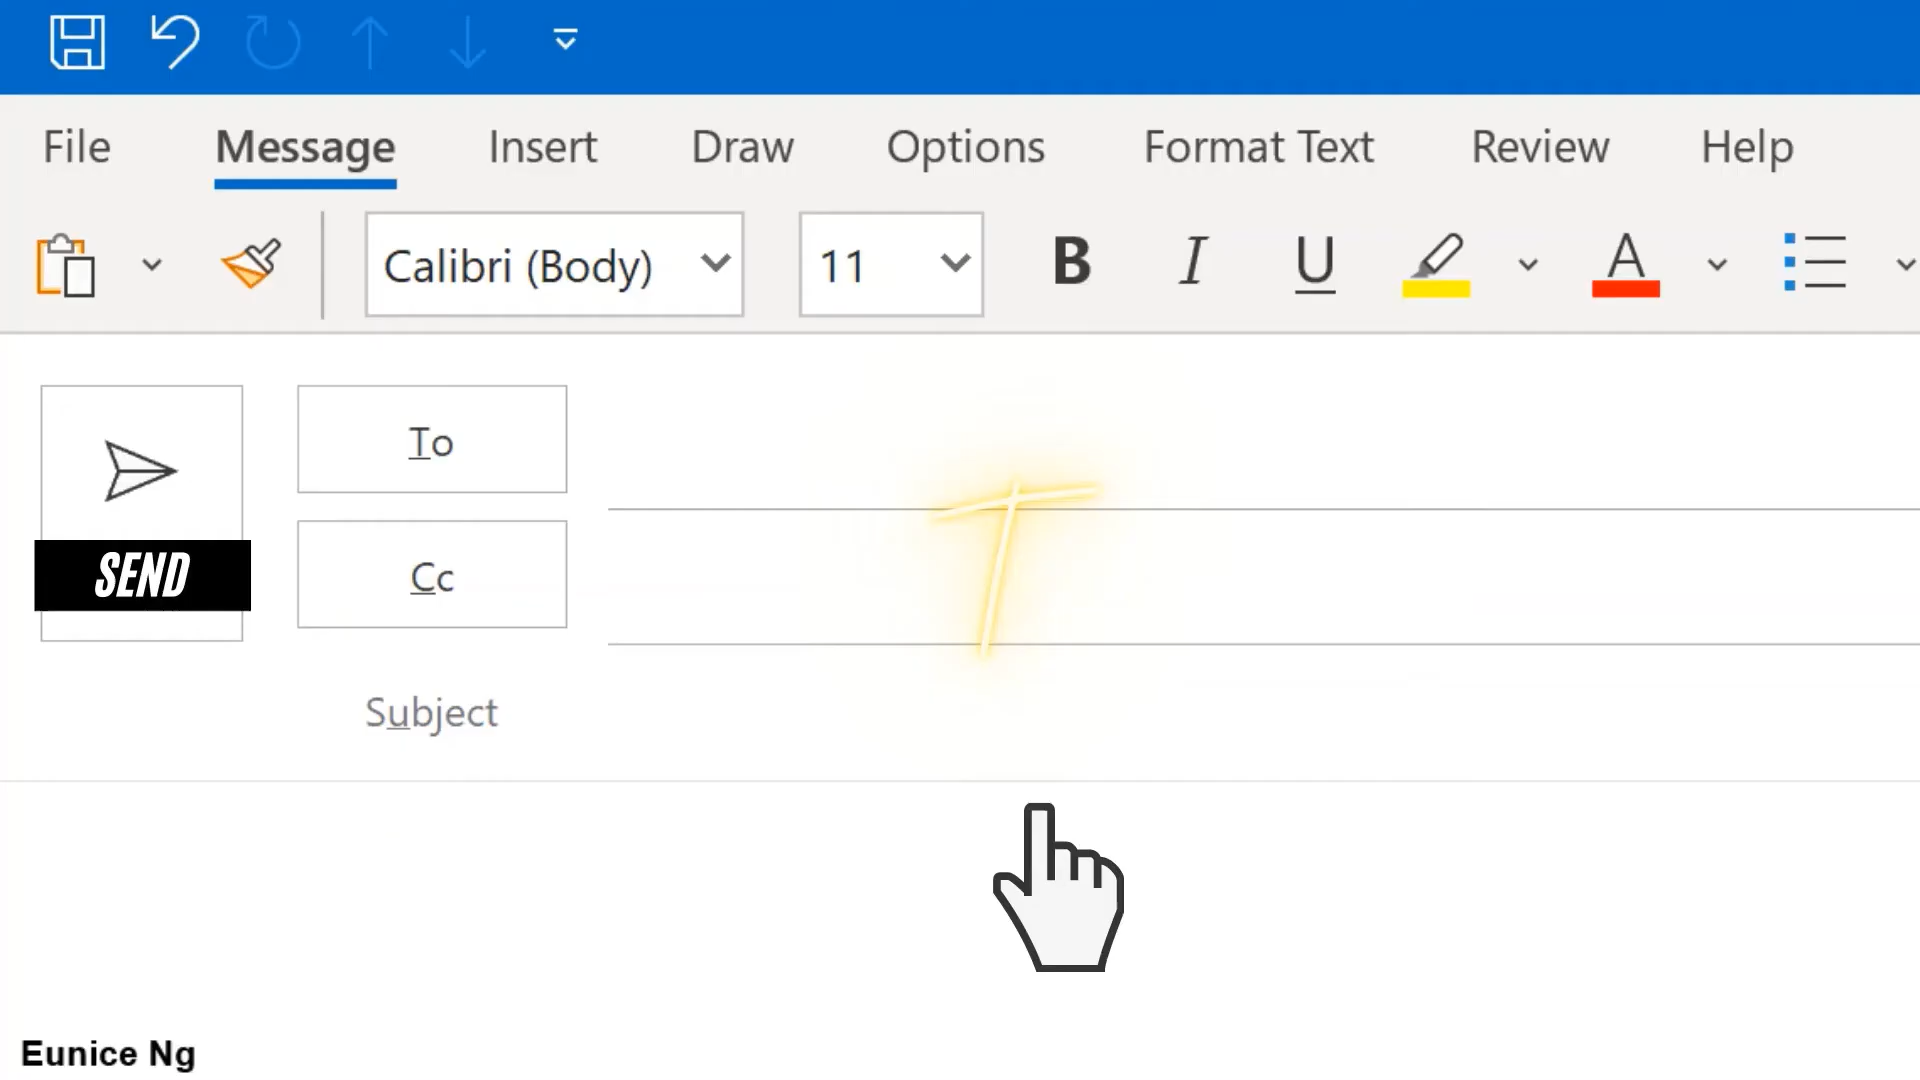 File Message Insert Draw Options Format Text Review Help
Calibri (Body) 11 B I U A
To
T
SEND
Cc
Subject
Eunice Ng